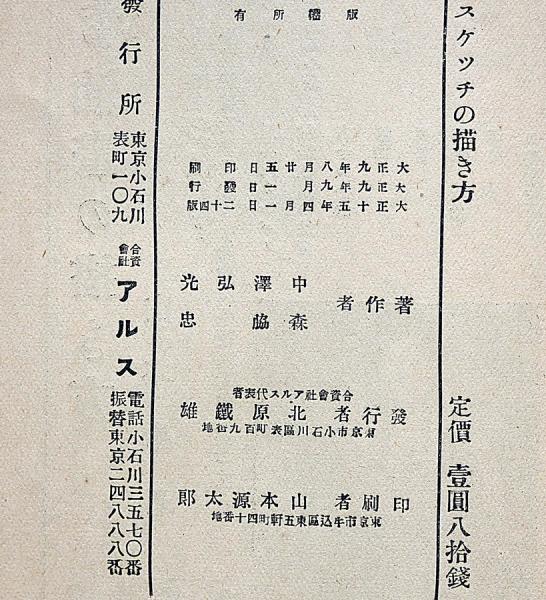 スケッチの描き方
定價 壹圓八拾錢
版權所有
大正九年八月廿五日印刷
大正九年九月一日發行
大正十五年四月一日二十四版
著作者
中澤弘光
森脇忠
合資會社アルス代表者
發行者 北原鐵雄
東京市小石川區表町百九番地
印刷者 山本源太郎
東京市牛込區東五軒町四十番地
發行所
東京小石川
表町一〇九
合資
會社
アルス
電話小石川三五七〇番
振替東京二四八八八番